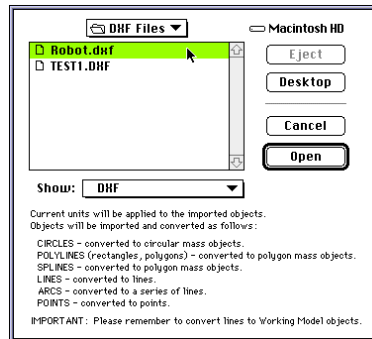 DXF Files
Macintosh HD
Robot.dxf
TEST1.DXF
Eject
Desktop
Cancel
Open
Show: DXF
Current units will be applied to the imported objects.
Objects will be imported and converted as follows:
CIRCLES - converted to circular mass objects.
POLYLINES (rectangles, polygons) - converted to polygon mass objects.
SPLINES - converted to polygon mass objects.
LINES - converted to lines.
ARCS - converted to a series of lines.
POINTS - converted to points.
IMPORTANT: Please remember to convert lines to Working Model objects.